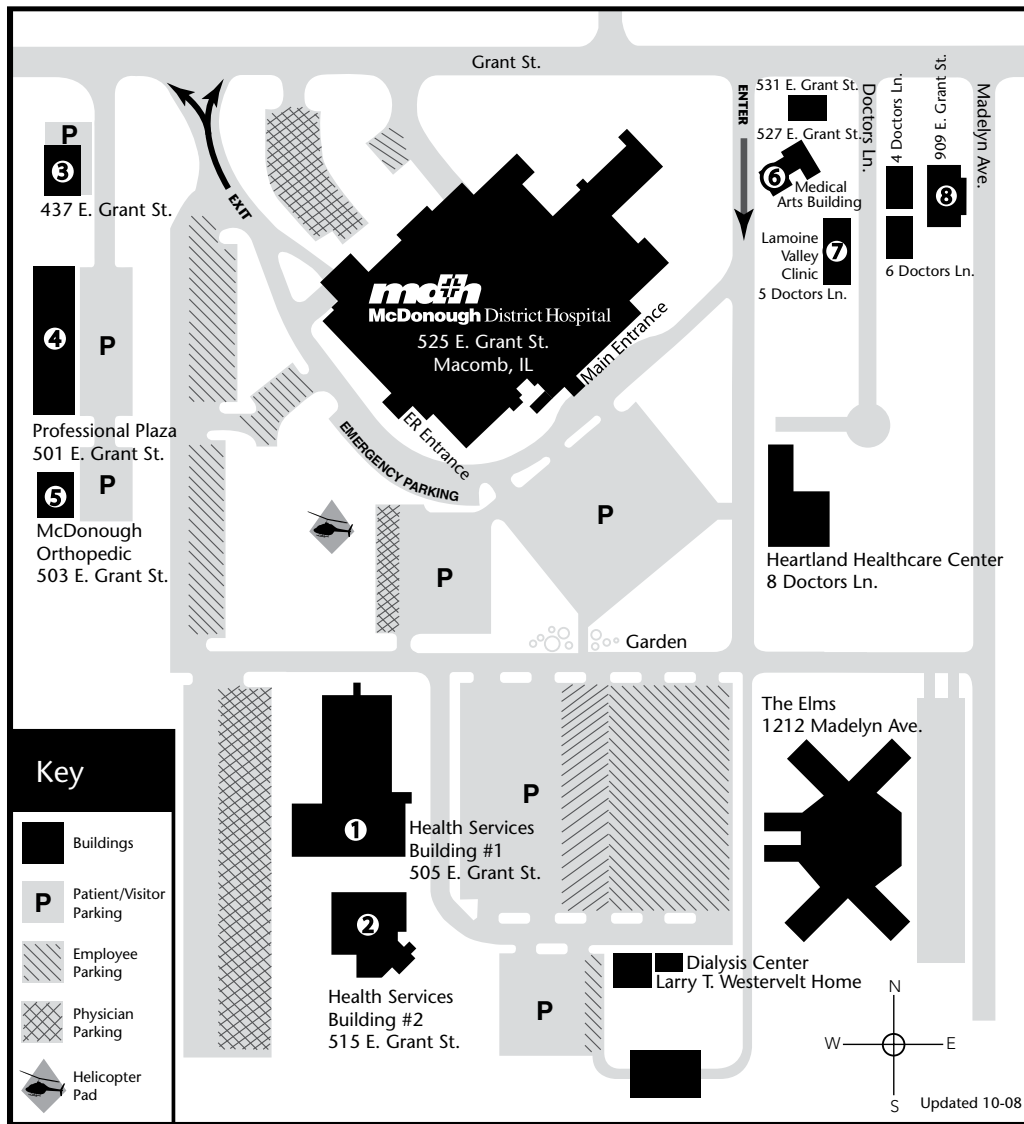 Grant St.
EXIT
ENTER
531 E. Grant St.
527 E. Grant St.
Doctors Ln.
4 Doctors Ln.
909 E. Grant St.
Madelyn Ave.
P
3
437 E. Grant St.
6
Medical
Arts Building
8
Lamoine
Valley
Clinic
7
5 Doctors Ln.
6 Doctors Ln.
mdh
McDonough District Hospital
525 E. Grant St.
Macomb, IL
Main Entrance
ER Entrance
EMERGENCY PARKING
4
P
Professional Plaza
501 E. Grant St.
5
P
McDonough
Orthopedic
503 E. Grant St.
P
P
Heartland Healthcare Center
8 Doctors Ln.
Garden
The Elms
1212 Madelyn Ave.
P
1
Health Services
Building #1
505 E. Grant St.
2
Health Services
Building #2
515 E. Grant St.
P
Dialysis Center
Larry T. Westervelt Home
Key
Buildings
P
Patient/Visitor
Parking
Employee
Parking
Physician
Parking
Helicopter
Pad
N
W
E
S
Updated 10-08